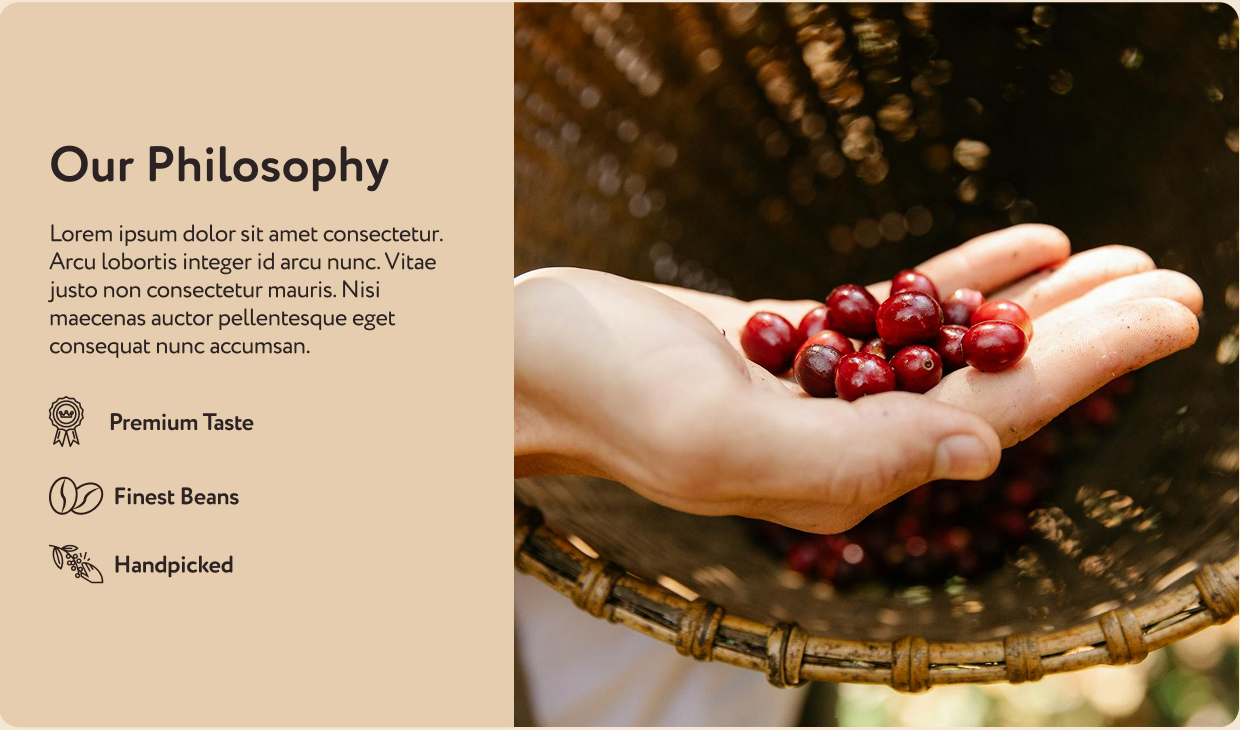 Our Philosophy
Lorem ipsum dolor sit amet consectetur.
Arcu lobortis integer id arcu nunc. Vitae
justo non consectetur mauris. Nisi
maecenas auctor pellentesque eget
consequat nunc accumsan.
Premium Taste
Finest Beans
Handpicked